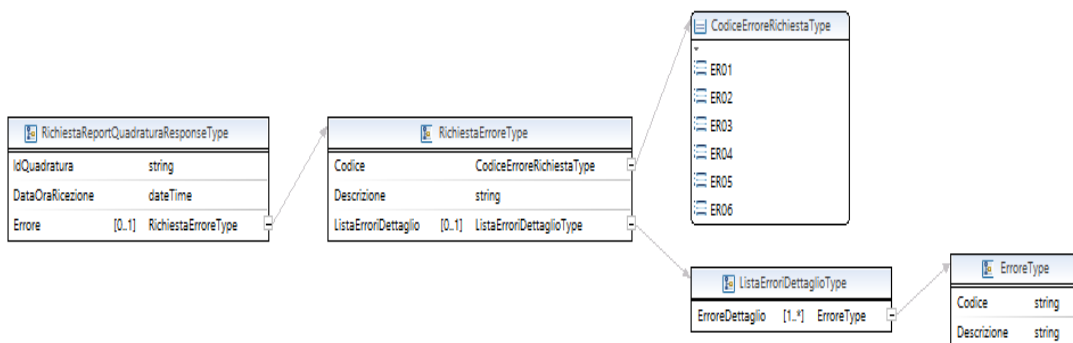 CodiceErroreRichiestaType
ER01
ER02
ER03
ER04
ER05
ER06
RichiestaReportQuadraturaResponseType
IdQuadratura string
DataOraRicezione dateTime
Errore [0..1] RichiestaErroreType
RichiestaErroreType
Codice CodiceErroreRichiestaType
Descrizione string
ListaErroriDettaglio [0..1] ListaErroriDettaglioType
ListaErroriDettaglioType
ErroreDettaglio [1..*] ErroreType
ErroreType
Codice string
Descrizione string